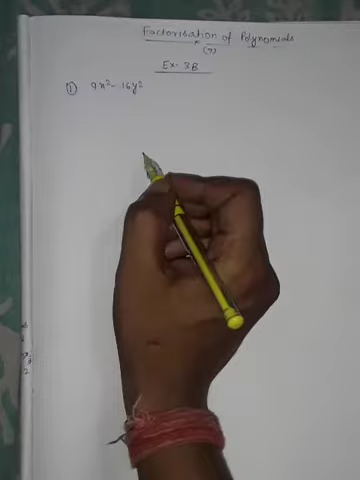 Factorisation of Polynomials
(7)
Ex. 3B
① 9x²- 16y²